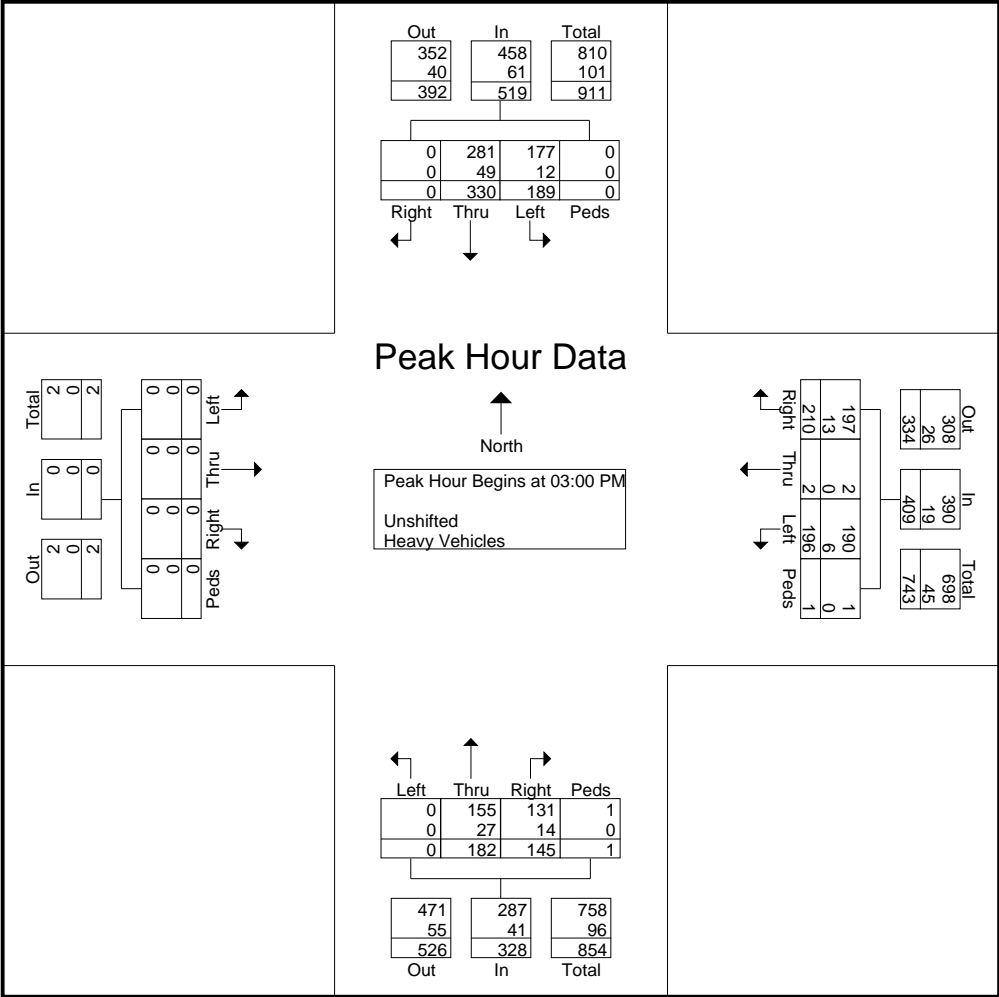 Out In Total
352 458 810
40 61 101
392 519 911
0 281 177 0
0 49 12 0
0 330 189 0
Right Thru Left Peds
Peak Hour Data
North
Peak Hour Begins at 03:00 PM
Unshifted
Heavy Vehicles
Total In Out
2 0 2
0 0 0
2 0 2
0 0 0 0
0 0 0 0
0 0 0 0
Left Thru Right Peds
Right Thru Left Peds
197 2 190 1
13 0 6 0
210 2 196 1
Out In Total
308 390 698
26 19 45
334 409 743
Left Thru Right Peds
0 155 131 1
0 27 14 0
0 182 145 1
471 287 758
55 41 96
526 328 854
Out In Total